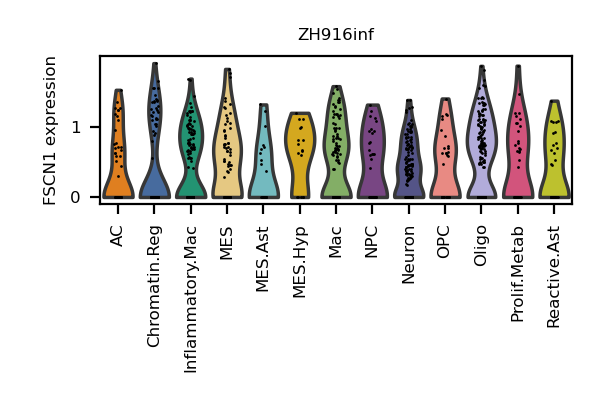 ZH916inf
FSCN1 expression
1
0
AC
Chromatin.Reg
Inflammatory.Mac
MES
MES.Ast
MES.Hyp
Mac
NPC
Neuron
OPC
Oligo
Prolif.Metab
Reactive.Ast